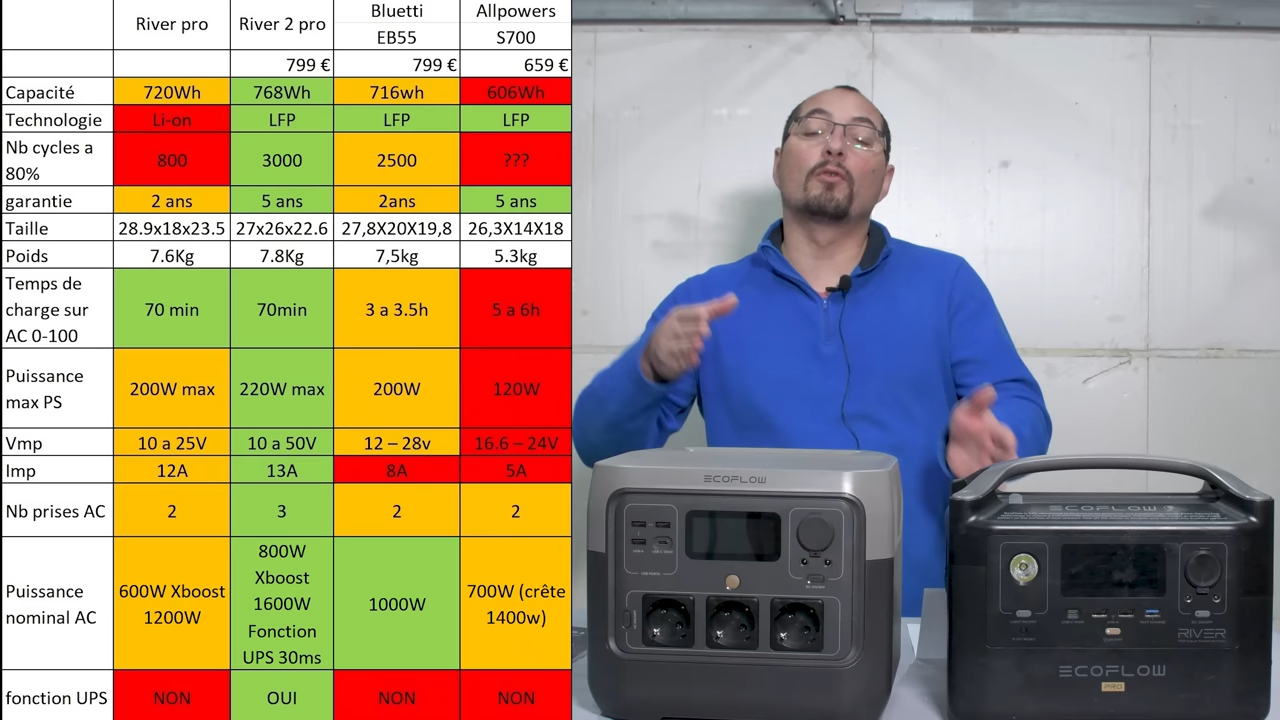 River pro River 2 pro Bluetti EB55 Allpowers S700
799 € 799 € 659 €
Capacité 720Wh 768Wh 716wh 606Wh
Technologie Li-on LFP LFP LFP
Nb cycles a 80% 800 3000 2500 ???
garantie 2 ans 5 ans 2ans 5 ans
Taille 28.9x18x23.5 27x26x22.6 27,8X20X19,8 26,3X14X18
Poids 7.6Kg 7.8Kg 7,5kg 5.3kg
Temps de charge sur AC 0-100 70 min 70min 3 a 3.5h 5 a 6h
Puissance max PS 200W max 220W max 200W 120W
Vmp 10 a 25V 10 a 50V 12 – 28v 16.6 – 24V
Imp 12A 13A 8A 5A
Nb prises AC 2 3 2 2
Puissance nominal AC 600W Xboost 1200W 800W Xboost 1600W Fonction UPS 30ms 1000W 700W (crête 1400w)
fonction UPS NON OUI NON NON
ECOFLOW
ECOFLOW
RIVER
ECOFLOW
PRO